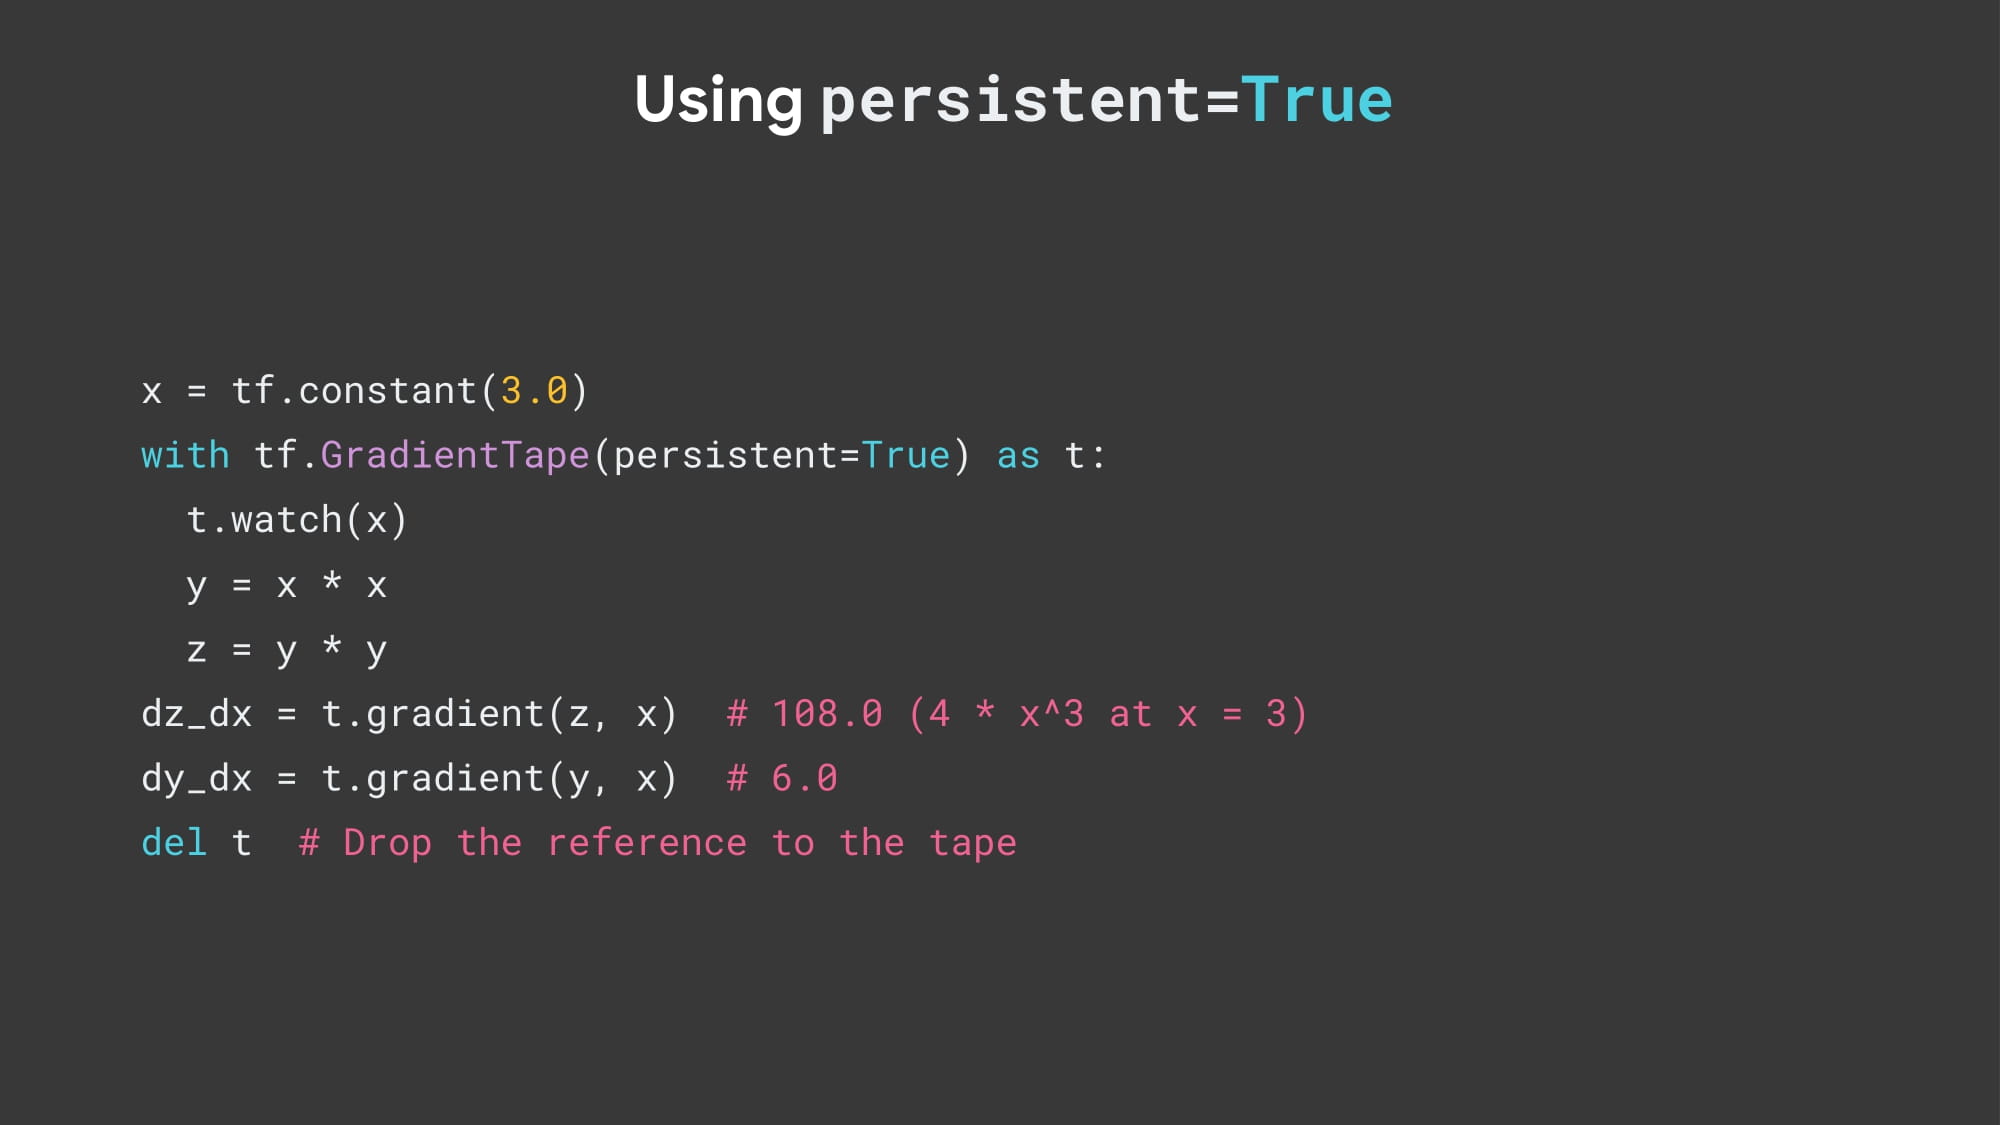 Using persistent=True
x = tf.constant(3.0)
with tf.GradientTape(persistent=True) as t:
  t.watch(x)
  y = x * x
  z = y * y
dz_dx = t.gradient(z, x)  # 108.0 (4 * x^3 at x = 3)
dy_dx = t.gradient(y, x)  # 6.0
del t  # Drop the reference to the tape